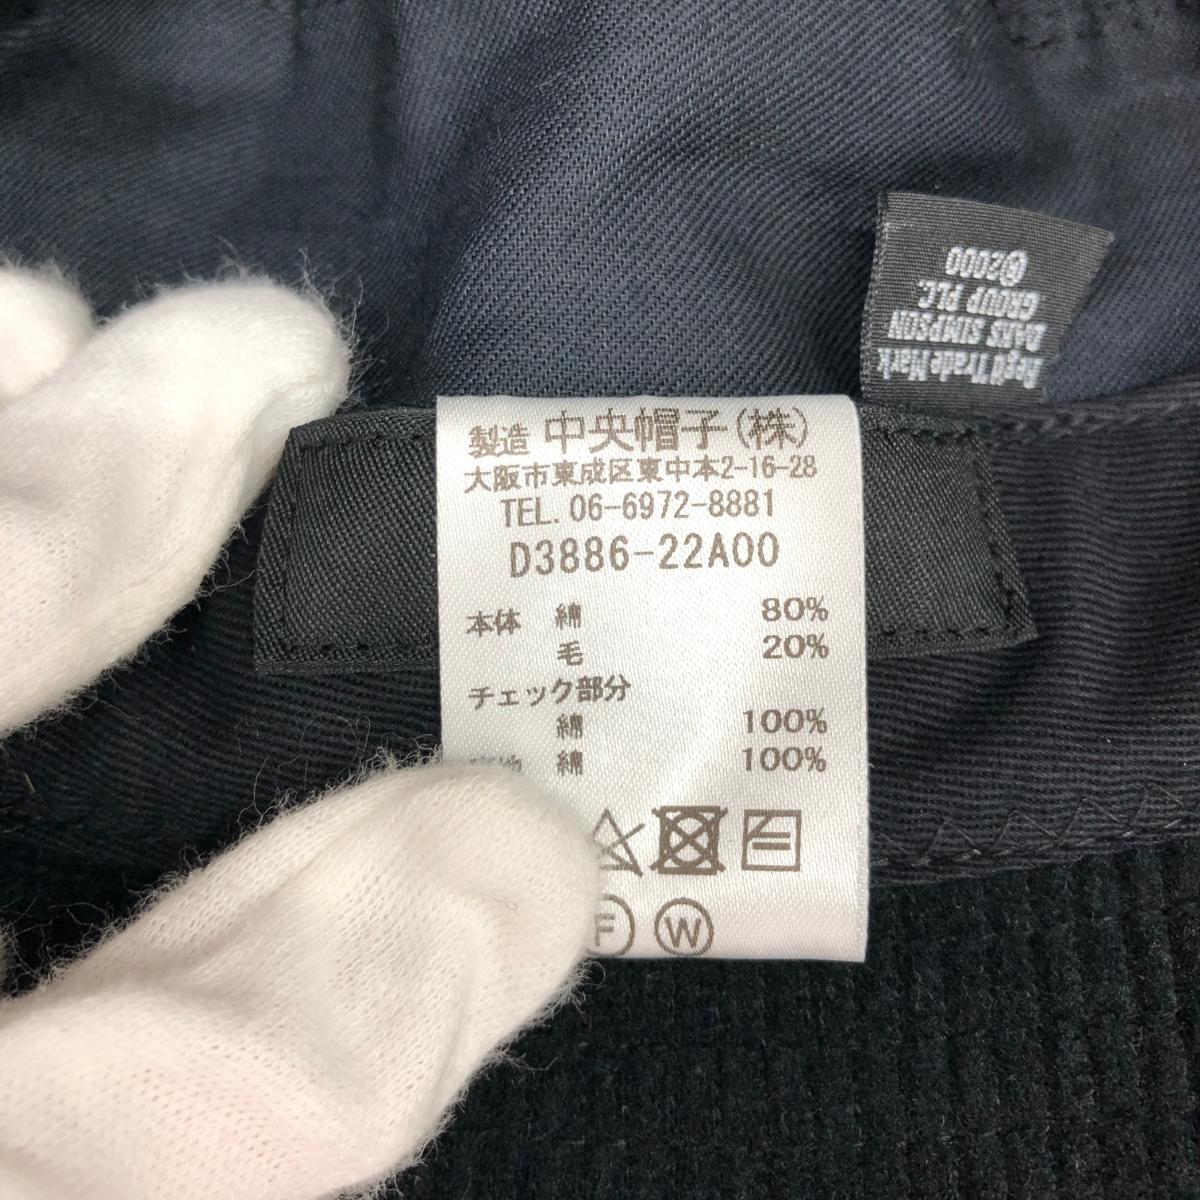 製造 中央帽子(株)
大阪市東成区東中本2-16-28
TEL. 06-6972-8881
D3886-22A00
本体 綿 80%
毛 20%
チェック部分
綿 100%
綿 100%
F W
Reg'd Trade Mark
DAKS SIMPSON
GROUP PLC.
©2000